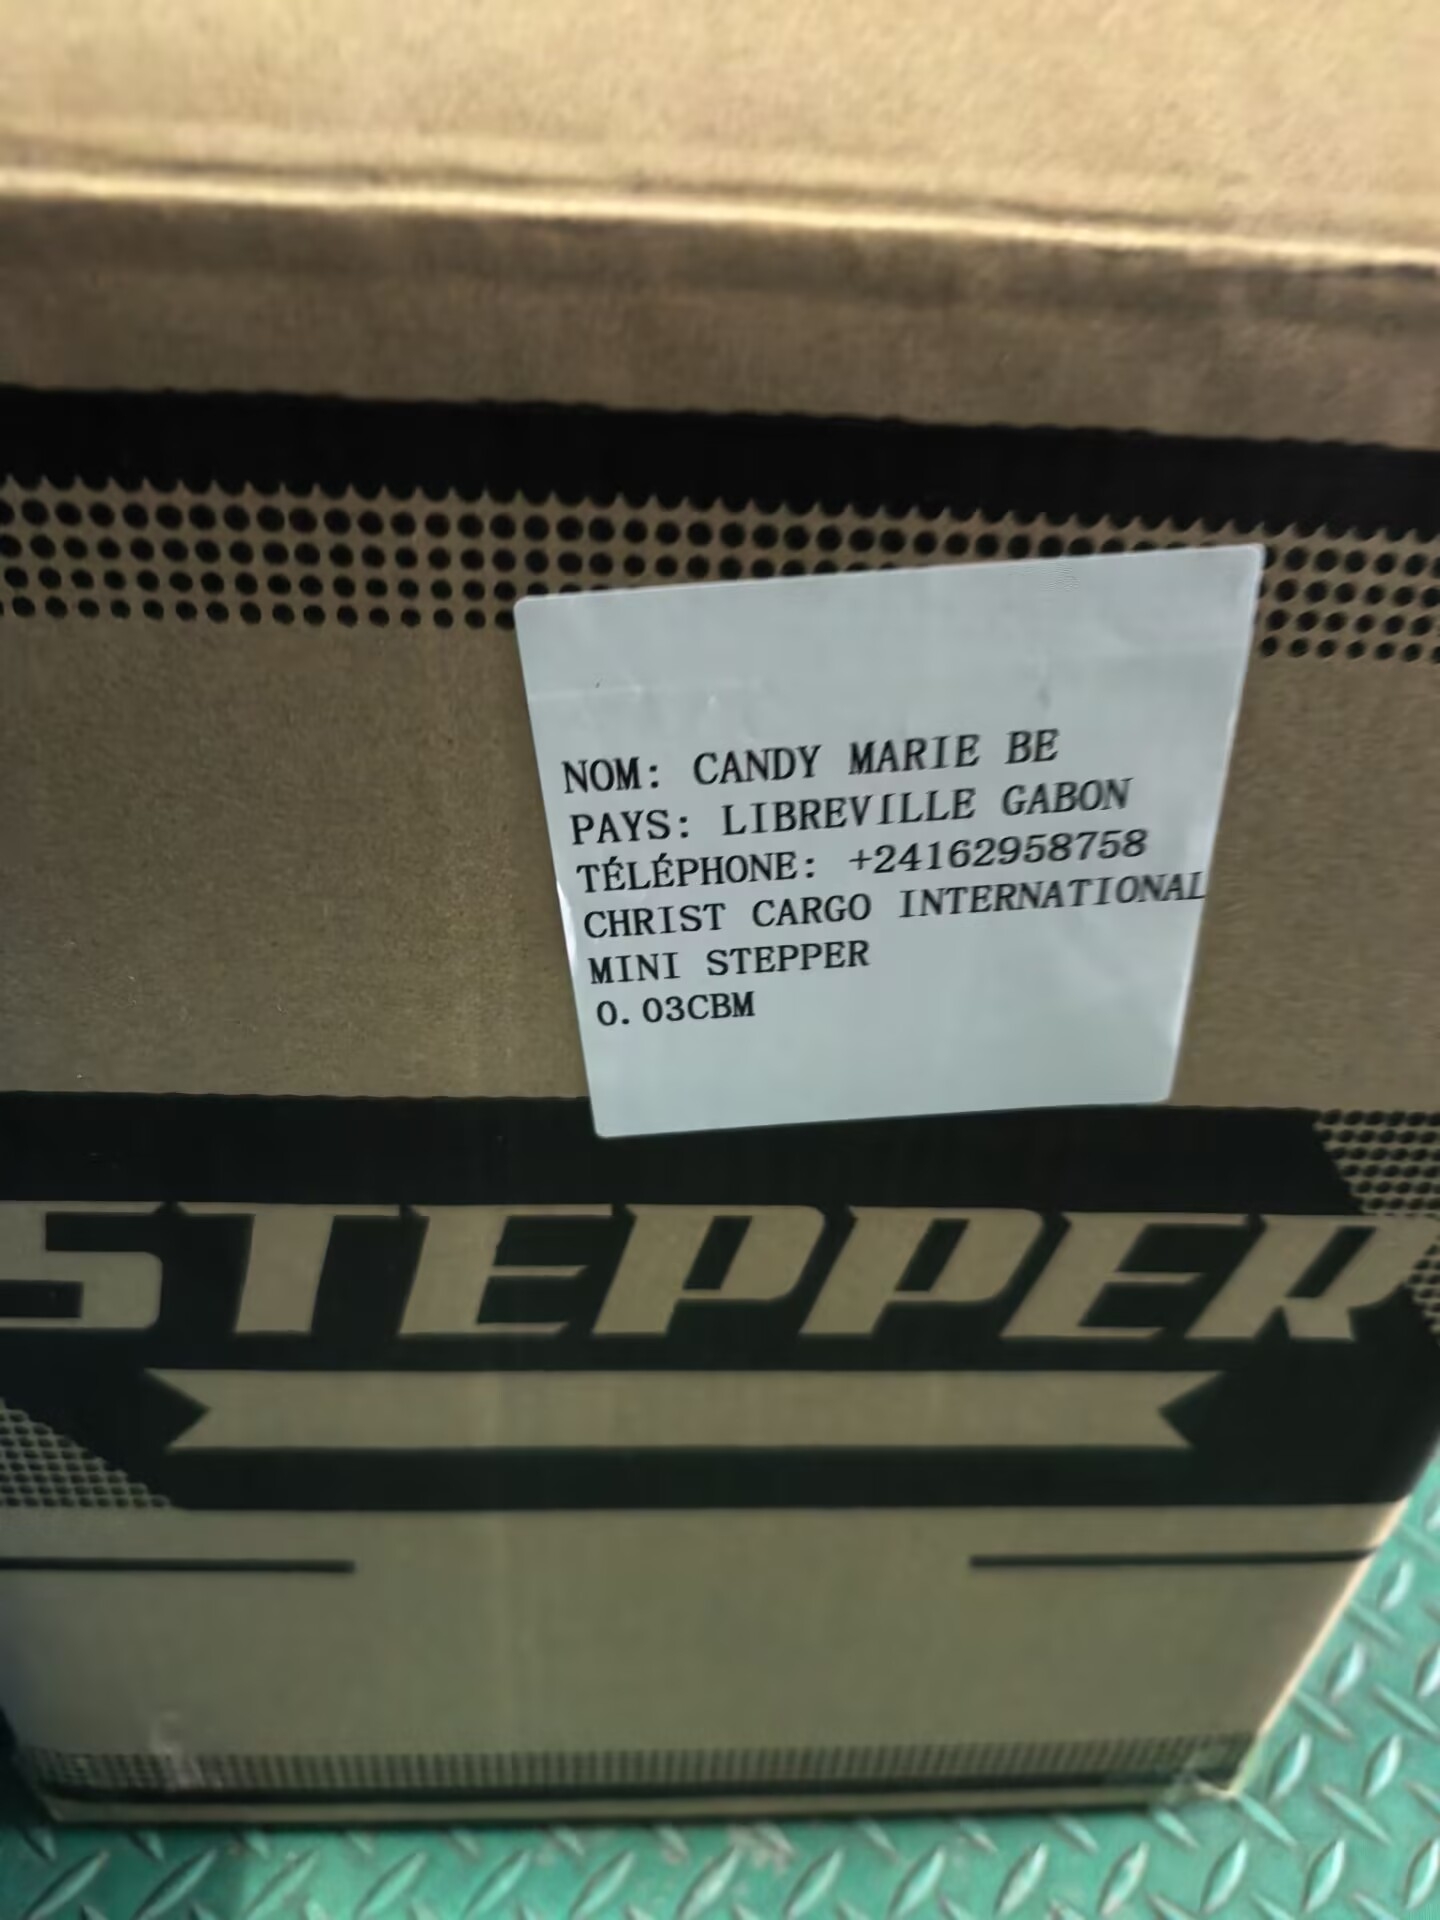 NOM: CANDY MARIE BE
PAYS: LIBREVILLE GABON
TÉLÉPHONE: +24162958758
CHRIST CARGO INTERNATIONAL
MINI STEPPER
0.03CBM
STEPPER